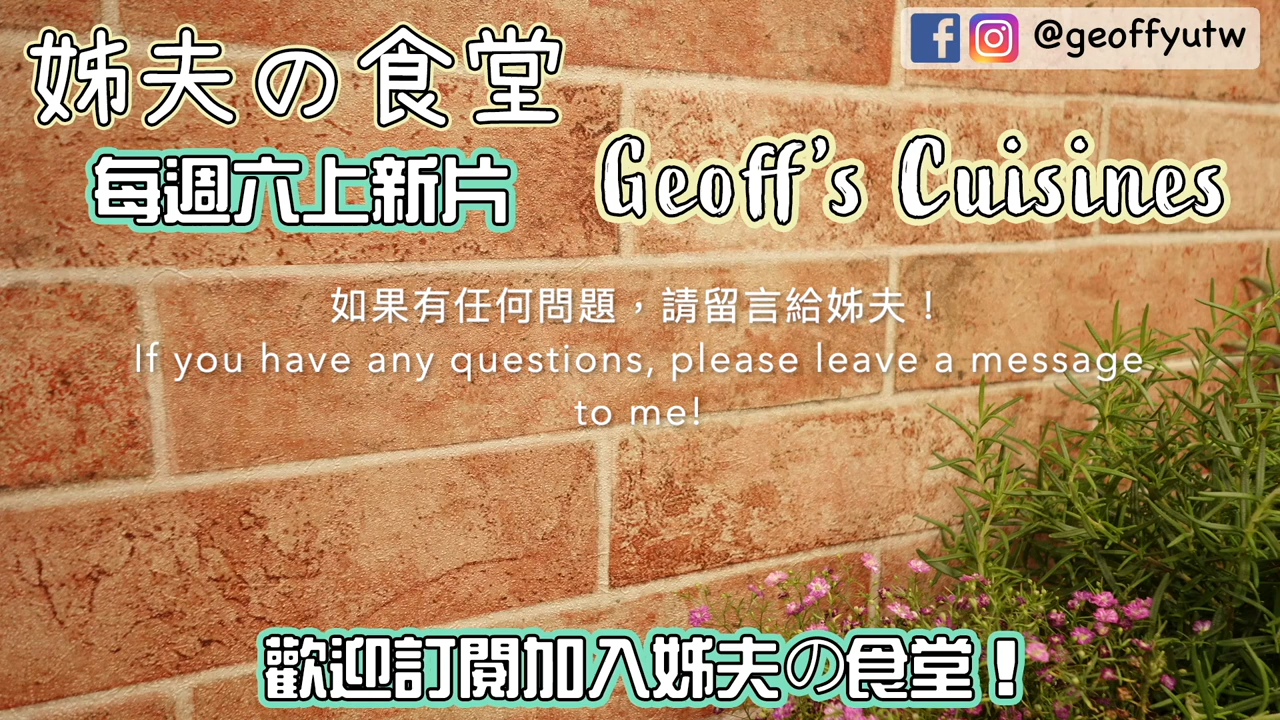 姊夫の食堂
@geoffyutw
每週六上新片
Geoff's Cuisines
如果有任何問題，請留言給姊夫！
If you have any questions, please leave a message
to me!
歡迎訂閱加入姊夫の食堂！